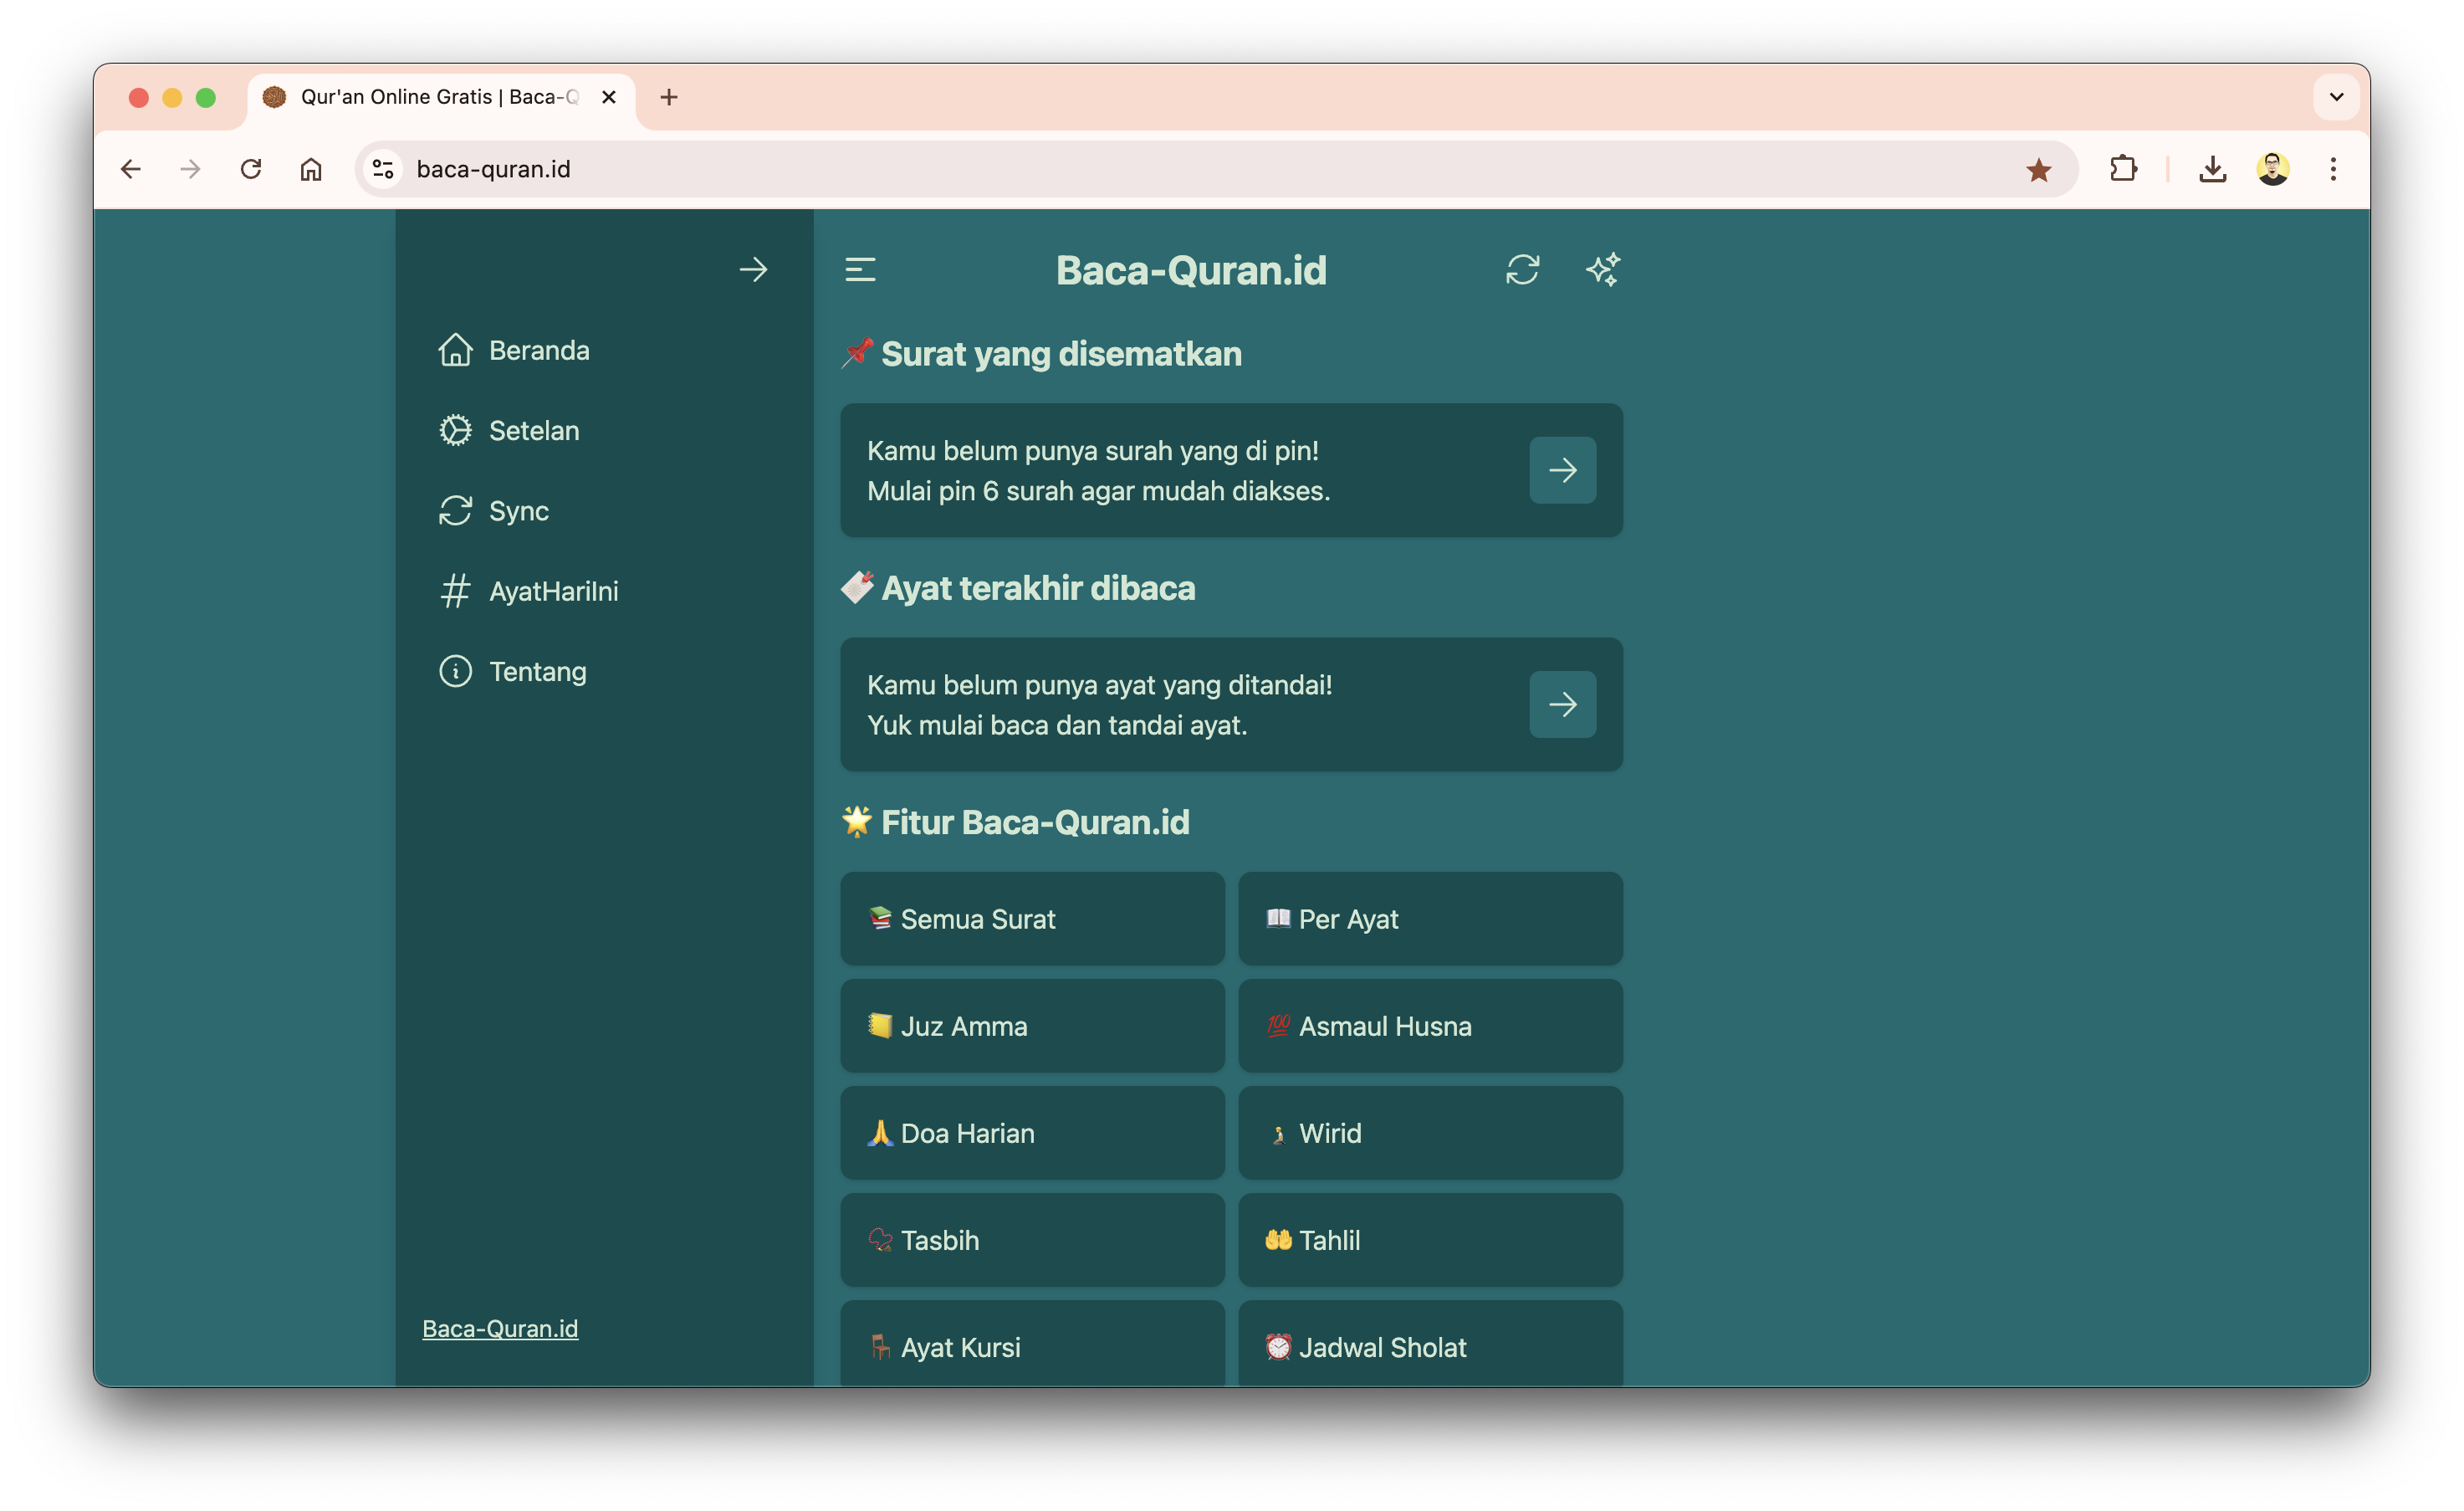 Qur'an Online Gratis | Baca-Q
baca-quran.id
Beranda
Setelan
Sync
AyatHariIni
Tentang
Baca-Quran.id
Baca-Quran.id
📌 Surat yang disematkan
Kamu belum punya surah yang di pin!
Mulai pin 6 surah agar mudah diakses.
🔖 Ayat terakhir dibaca
Kamu belum punya ayat yang ditandai!
Yuk mulai baca dan tandai ayat.
🌟 Fitur Baca-Quran.id
📚 Semua Surat
📖 Per Ayat
📒 Juz Amma
💯 Asmaul Husna
🙏 Doa Harian
🧎 Wirid
📿 Tasbih
🤲 Tahlil
🪑 Ayat Kursi
⏰ Jadwal Sholat